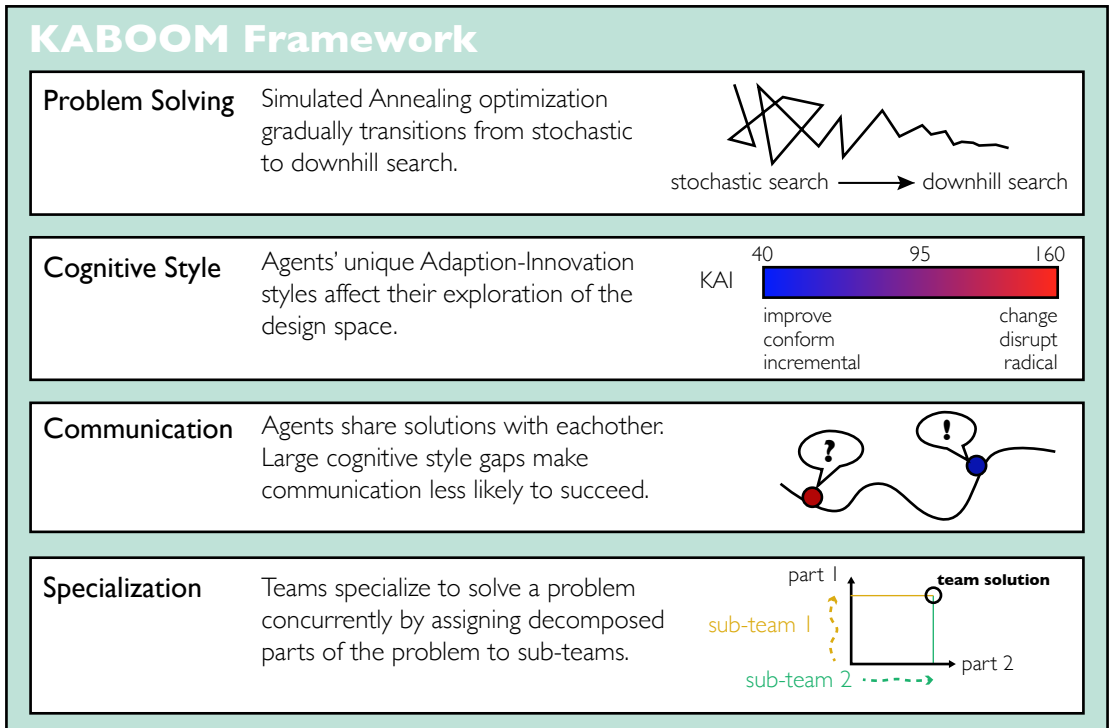 KABOOM Framework
Problem Solving
Simulated Annealing optimization
gradually transitions from stochastic
to downhill search.
stochastic search
downhill search
Cognitive Style
Agents' unique Adaption-Innovation
styles affect their exploration of the
design space.
40 95 160
KAI
improve
conform
incremental
change
disrupt
radical
Communication
Agents share solutions with eachother.
Large cognitive style gaps make
communication less likely to succeed.
?
!
Specialization
Teams specialize to solve a problem
concurrently by assigning decomposed
parts of the problem to sub-teams.
part 1
team solution
sub-team 1
part 2
sub-team 2